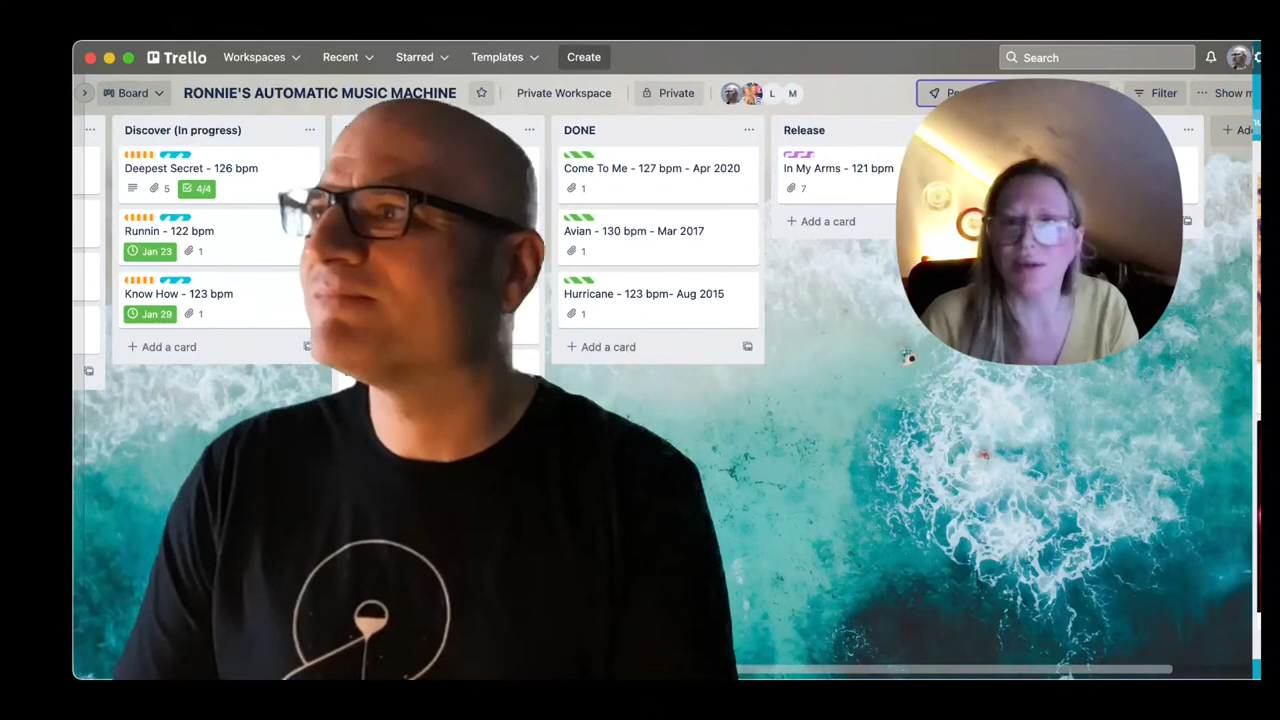 Trello Workspaces Recent Starred Templates Create Search
Board RONNIE'S AUTOMATIC MUSIC MACHINE Private Workspace Private L M Filter Show
Discover (In progress)
Deepest Secret - 126 bpm
5 4/4
Runnin - 122 bpm
Jan 23 1
Know How - 123 bpm
Jan 29 1
+ Add a card
DONE
Come To Me - 127 bpm - Apr 2020
1
Avian - 130 bpm - Mar 2017
1
Hurricane - 123 bpm- Aug 2015
1
+ Add a card
Release
In My Arms - 121 bpm
7
+ Add a card
+ Add